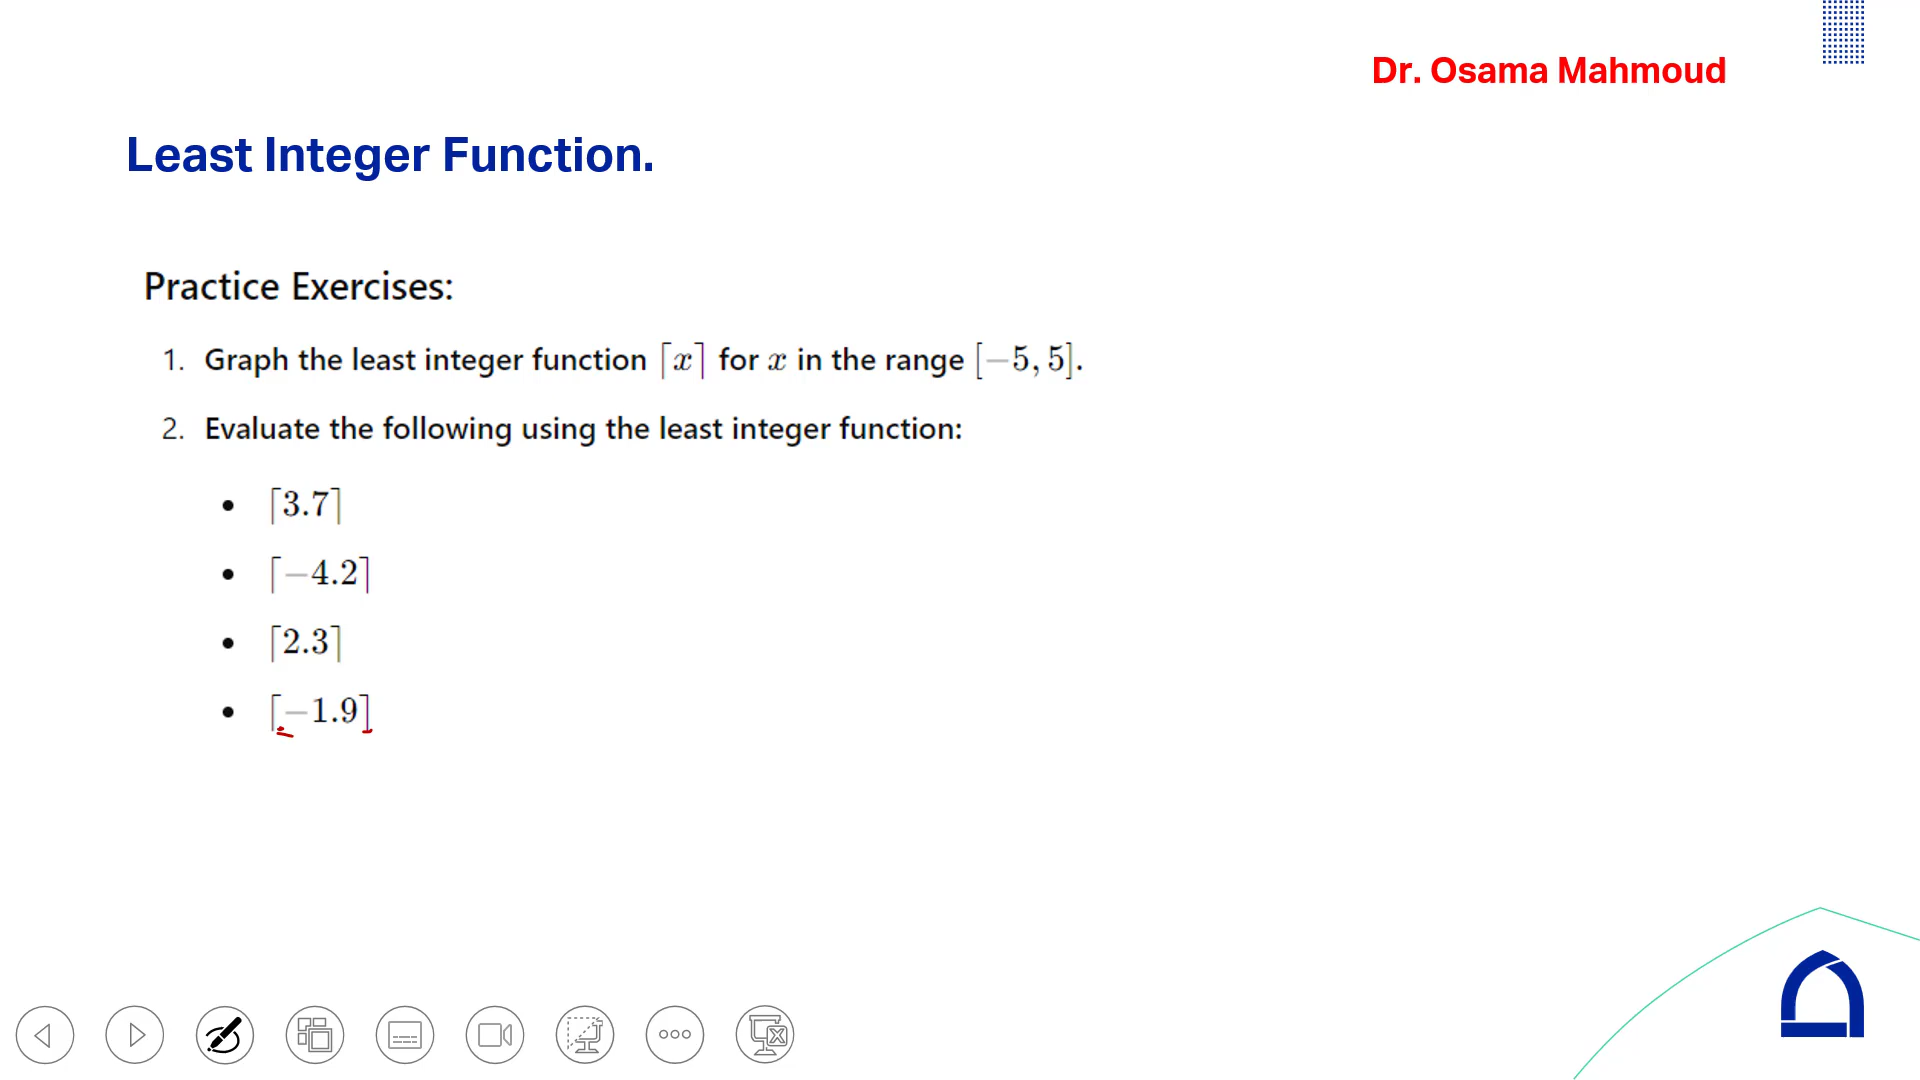 Dr. Osama Mahmoud
Least Integer Function.
Practice Exercises:
1. Graph the least integer function ⌈x⌉ for x in the range [−5, 5].
2. Evaluate the following using the least integer function:
• ⌈3.7⌉
• ⌈−4.2⌉
• ⌈2.3⌉
• ⌈−1.9⌉